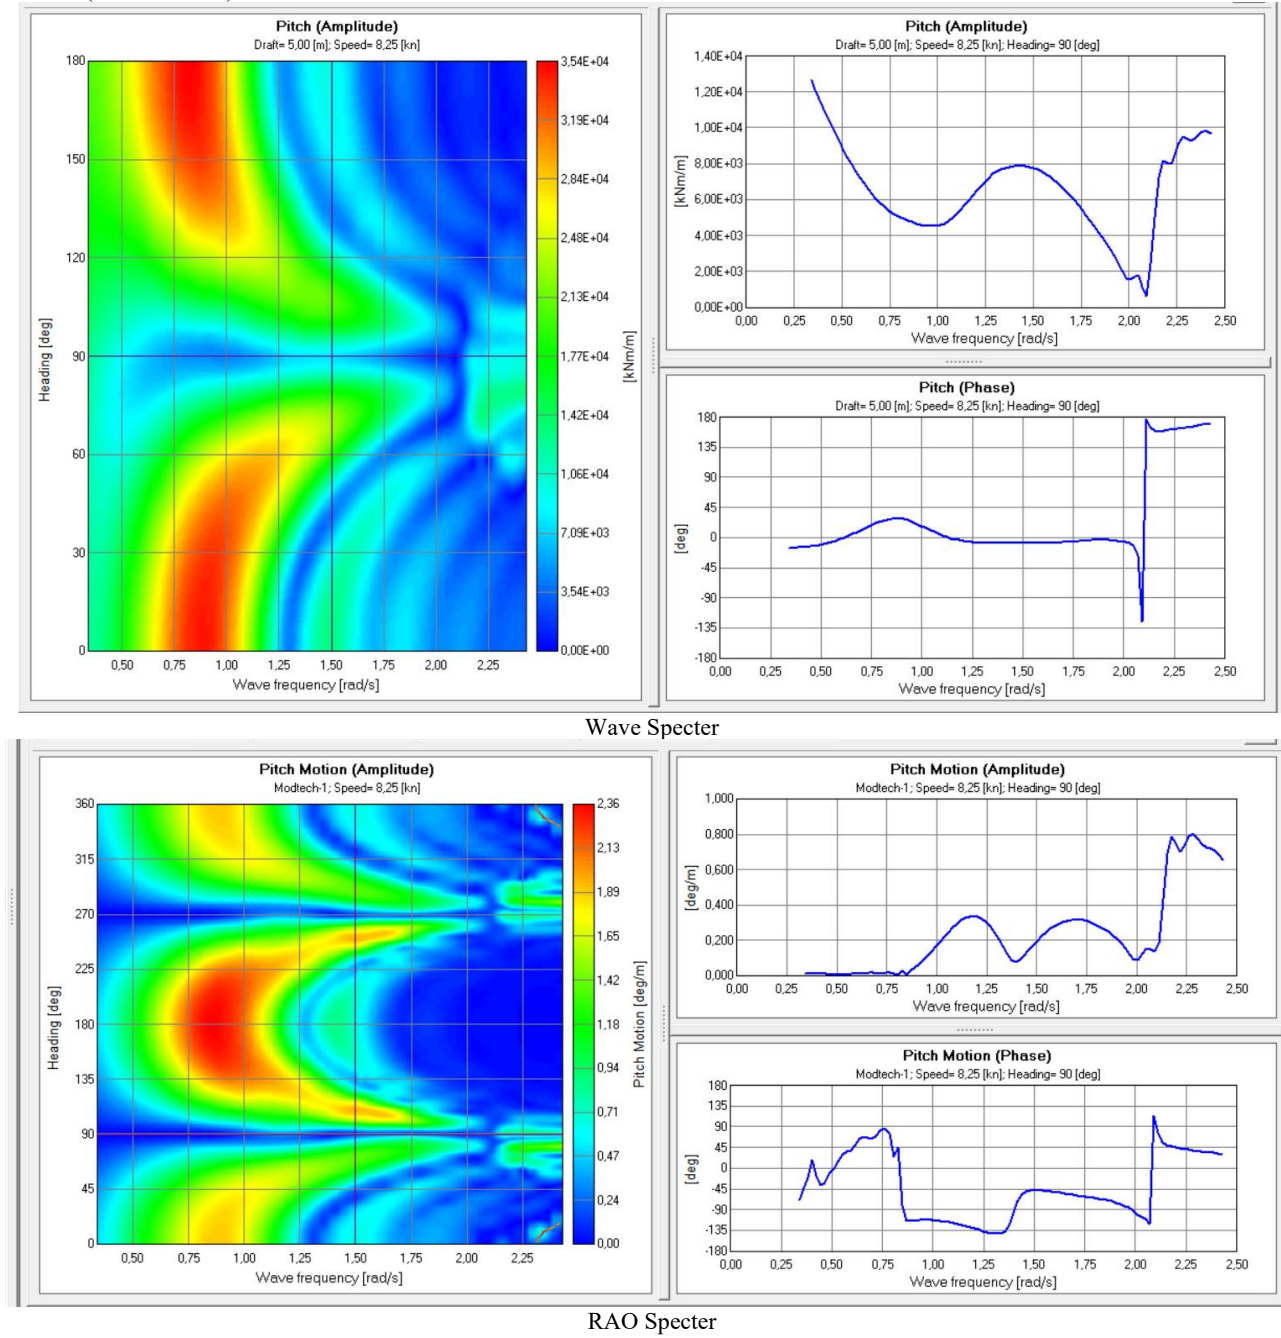 Pitch (Amplitude)
Draft= 5,00 [m]; Speed= 8,25 [kn]
180
150
120
90
60
30
0
Heading [deg]
0,50 0,75 1,00 1,25 1,50 1,75 2,00 2,25
Wave frequency [rad/s]
3,54E+04
3,19E+04
2,84E+04
2,48E+04
2,13E+04
1,77E+04
1,42E+04
1,06E+04
7,09E+03
3,54E+03
0,00E+00
[kNm/m]
Pitch (Amplitude)
Draft= 5,00 [m]; Speed= 8,25 [kn]; Heading= 90 [deg]
1,40E+04
1,20E+04
1,00E+04
8,00E+03
6,00E+03
4,00E+03
2,00E+03
0,00E+00
[kNm/m]
0,00 0,25 0,50 0,75 1,00 1,25 1,50 1,75 2,00 2,25 2,50
Wave frequency [rad/s]
Pitch (Phase)
Draft= 5,00 [m]; Speed= 8,25 [kn]; Heading= 90 [deg]
180
135
90
45
0
-45
-90
-135
-180
[deg]
0,00 0,25 0,50 0,75 1,00 1,25 1,50 1,75 2,00 2,25 2,50
Wave frequency [rad/s]
Wave Specter
Pitch Motion (Amplitude)
Modtech-1; Speed= 8,25 [kn]
360
315
270
225
180
135
90
45
0
Heading [deg]
0,50 0,75 1,00 1,25 1,50 1,75 2,00 2,25
Wave frequency [rad/s]
2,36
2,13
1,89
1,65
1,42
1,18
0,94
0,71
0,47
0,24
0,00
Pitch Motion [deg/m]
Pitch Motion (Amplitude)
Modtech-1; Speed= 8,25 [kn]; Heading= 90 [deg]
1,000
0,800
0,600
0,400
0,200
0,000
[deg/m]
0,00 0,25 0,50 0,75 1,00 1,25 1,50 1,75 2,00 2,25 2,50
Wave frequency [rad/s]
Pitch Motion (Phase)
Modtech-1; Speed= 8,25 [kn]; Heading= 90 [deg]
180
135
90
45
0
-45
-90
-135
-180
[deg]
0,00 0,25 0,50 0,75 1,00 1,25 1,50 1,75 2,00 2,25 2,50
Wave frequency [rad/s]
RAO Specter